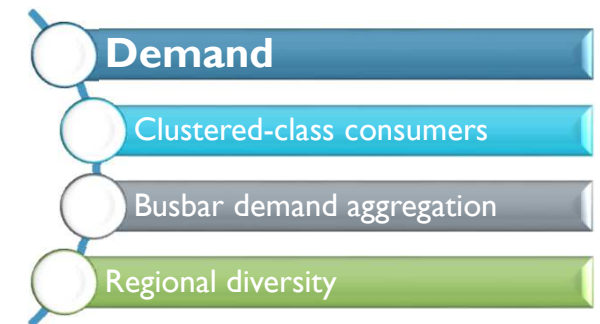 Demand
Clustered-class consumers
Busbar demand aggregation
Regional diversity